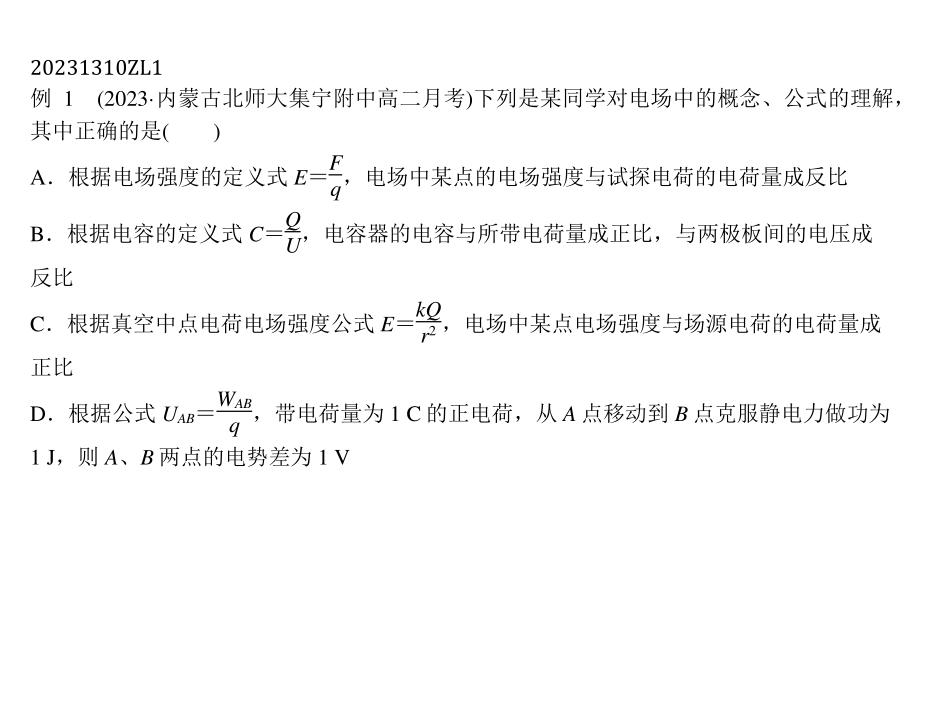 20231310ZL1
例 1 (2023·内蒙古北师大集宁附中高二月考)下列是某同学对电场中的概念、公式的理解，
其中正确的是(  )
A．根据电场强度的定义式 E＝F/q，电场中某点的电场强度与试探电荷的电荷量成反比
B．根据电容的定义式 C＝Q/U，电容器的电容与所带电荷量成正比，与两极板间的电压成
反比
C．根据真空中点电荷电场强度公式 E＝kQ/r²，电场中某点电场强度与场源电荷的电荷量成
正比
D．根据公式 U_AB＝W_AB/q，带电荷量为 1 C 的正电荷，从 A 点移动到 B 点克服静电力做功为
1 J，则 A、B 两点的电势差为 1 V